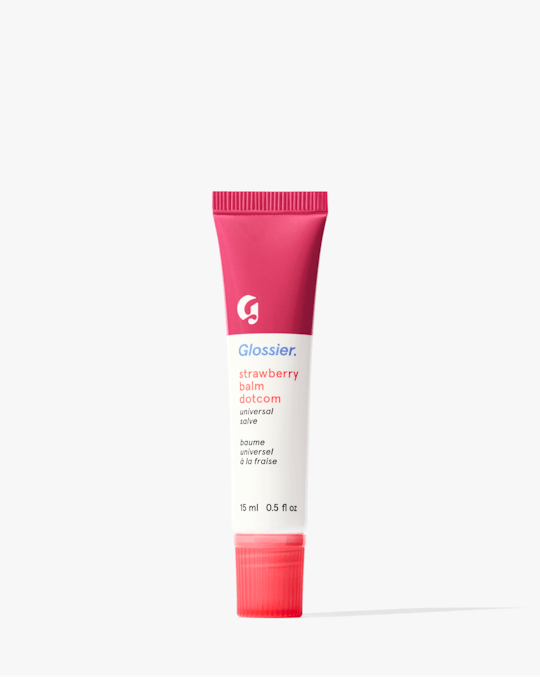 G
Glossier.
strawberry
balm
dotcom
universal
salve
baume
universel
à la fraise
15 ml 0.5 fl oz